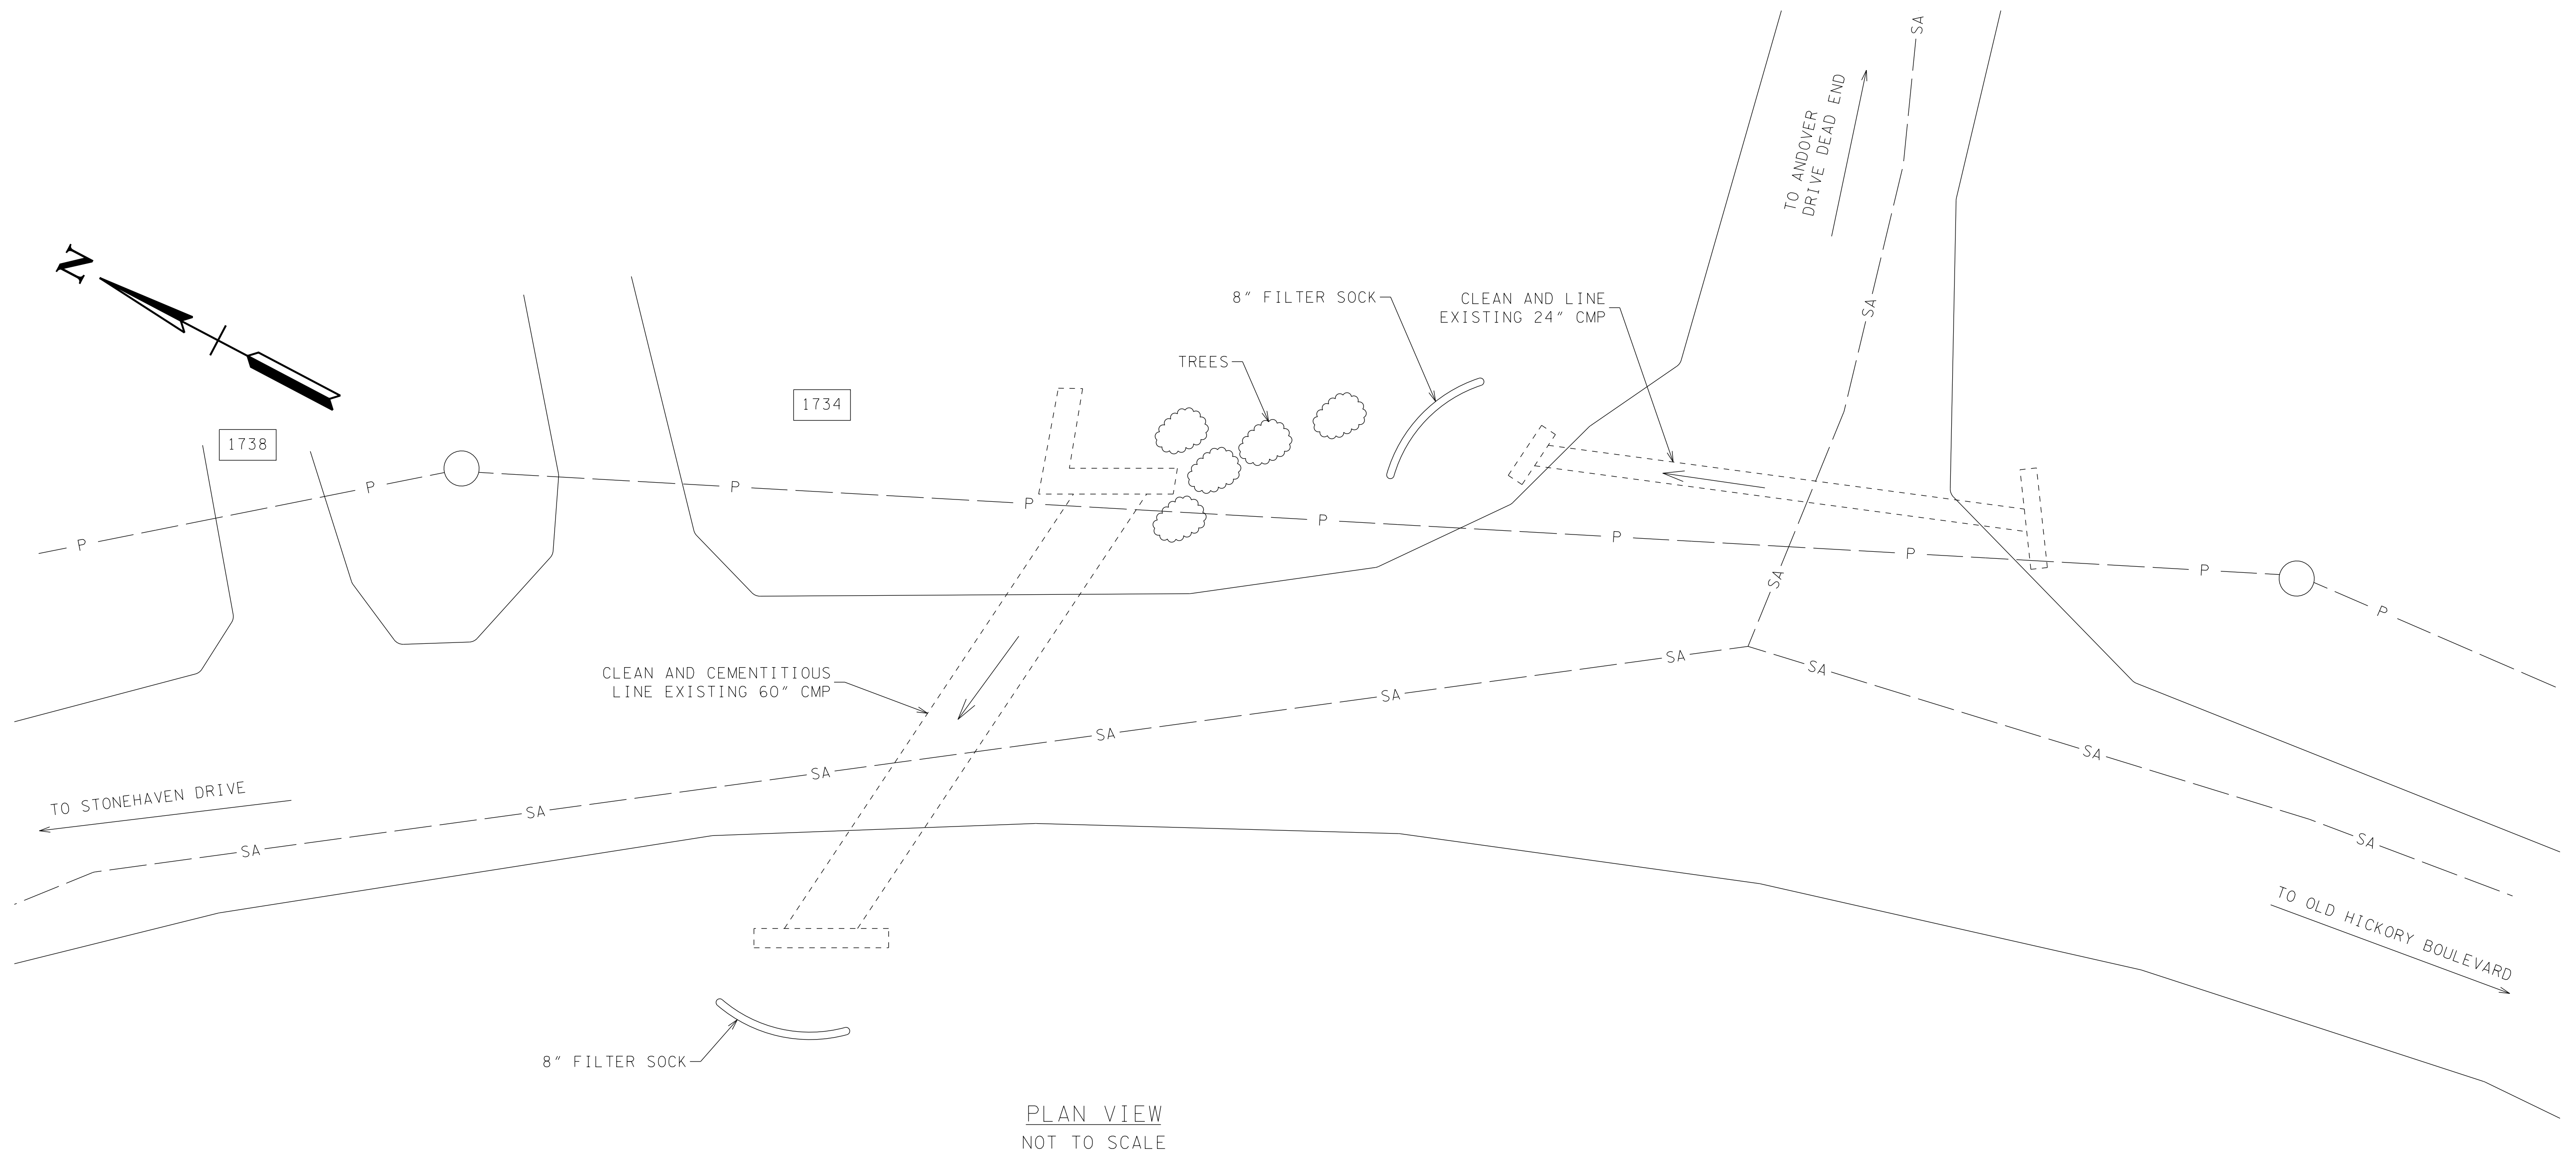 SA
TO ANDOVER
DRIVE DEAD END
N
8" FILTER SOCK
CLEAN AND LINE
EXISTING 24" CMP
SA
TREES
1734
1738
P
P
P
P
P
P
P
P
P
SA
P
CLEAN AND CEMENTITIOUS
LINE EXISTING 60" CMP
SA
SA
SA
SA
SA
SA
SA
SA
SA
TO STONEHAVEN DRIVE
TO OLD HICKORY BOULEVARD
8" FILTER SOCK
PLAN VIEW
NOT TO SCALE